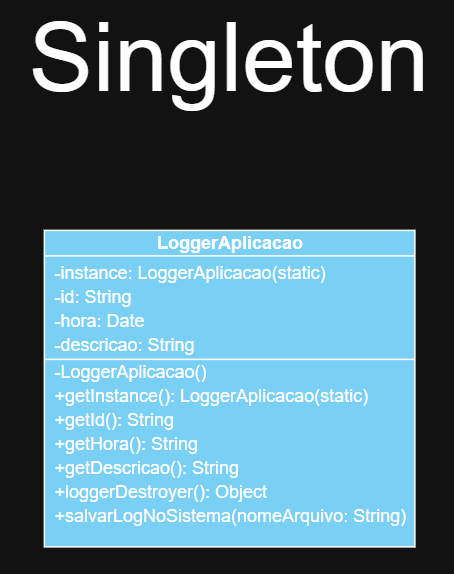 Singleton
LoggerAplicacao
-instance: LoggerAplicacao(static)
-id: String
-hora: Date
-descricao: String
-LoggerAplicacao()
+getInstance(): LoggerAplicacao(static)
+getId(): String
+getHora(): String
+getDescricao(): String
+loggerDestroyer(): Object
+salvarLogNoSistema(nomeArquivo: String)